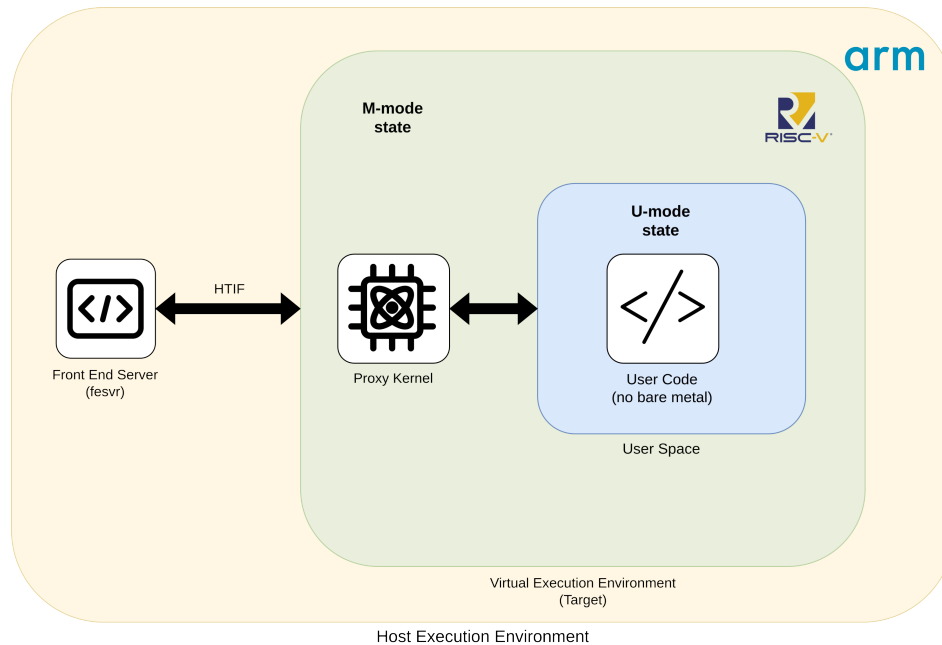 arm
M-mode
state
RISC-V
U-mode
state
HTIF
Front End Server
(fesvr)
Proxy Kernel
User Code
(no bare metal)
User Space
Virtual Execution Environment
(Target)
Host Execution Environment